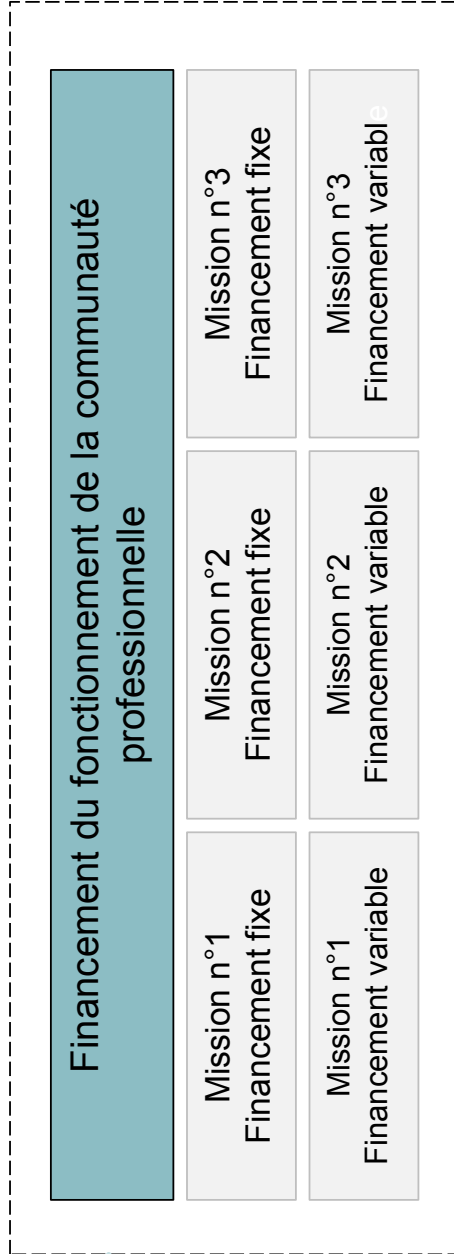 Financement du fonctionnement de la communauté
professionnelle
Mission n°1
Financement fixe
Mission n°2
Financement fixe
Mission n°3
Financement fixe
Mission n°1
Financement variable
Mission n°2
Financement variable
Mission n°3
Financement variable